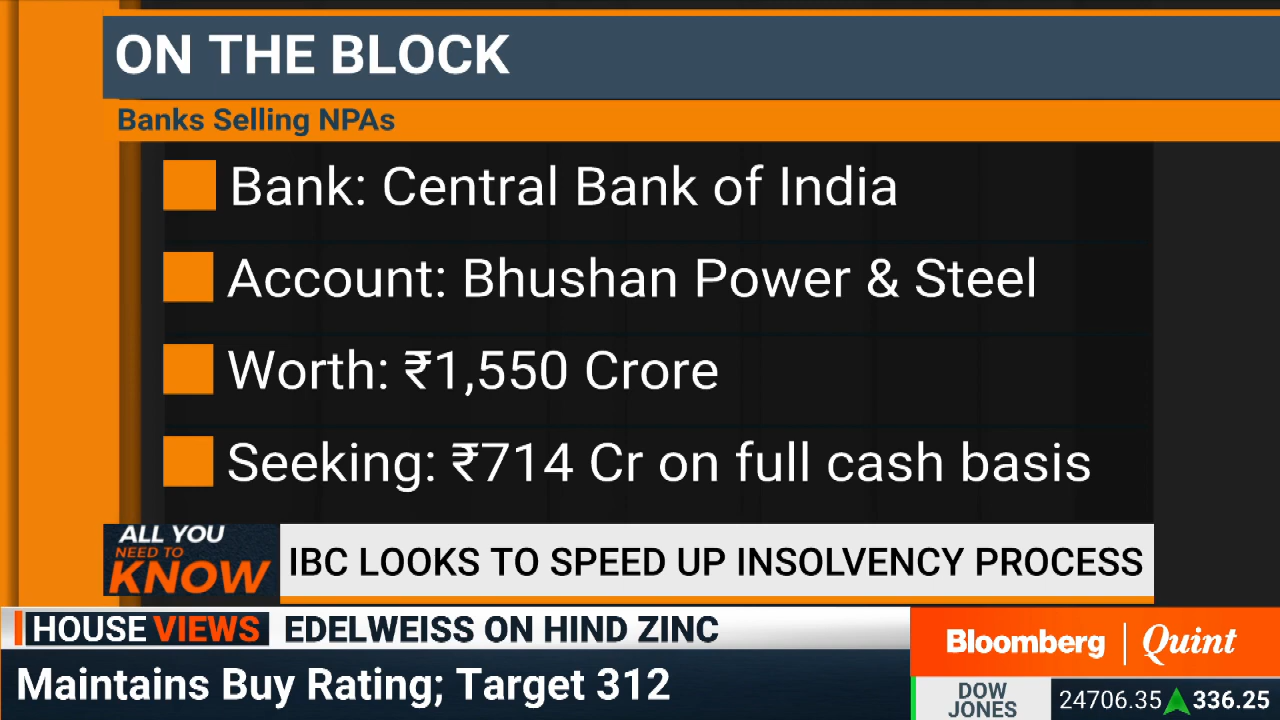 ON THE BLOCK
Banks Selling NPAs
Bank: Central Bank of India
Account: Bhushan Power & Steel
Worth: ₹1,550 Crore
Seeking: ₹714 Cr on full cash basis
ALL YOU
NEED TO
KNOW
IBC LOOKS TO SPEED UP INSOLVENCY PROCESS
HOUSE VIEWS EDELWEISS ON HIND ZINC
Maintains Buy Rating; Target 312
Bloomberg | Quint
DOW
JONES
24706.35 336.25